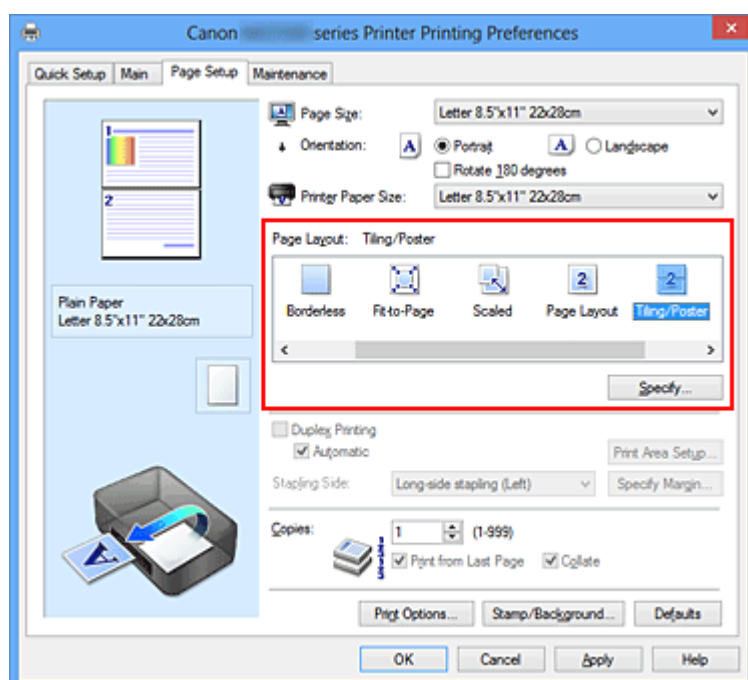 Canon series Printer Printing Preferences
Quick Setup Main Page Setup Maintenance
1
2
Plain Paper
Letter 8.5"x11" 22x28cm
Page Size: Letter 8.5"x11" 22x28cm
Orientation: A Portrait A Landscape
Rotate 180 degrees
Printer Paper Size: Letter 8.5"x11" 22x28cm
Page Layout: Tiling/Poster
2 2
Borderless Fit-to-Page Scaled Page Layout Tiling/Poster
Specify...
Duplex Printing
Automatic Print Area Setup...
Stapling Side: Long-side stapling (Left) Specify Margin...
Copies: 1 (1-999)
Print from Last Page Collate
A
Print Options... Stamp/Background... Defaults
OK Cancel Apply Help